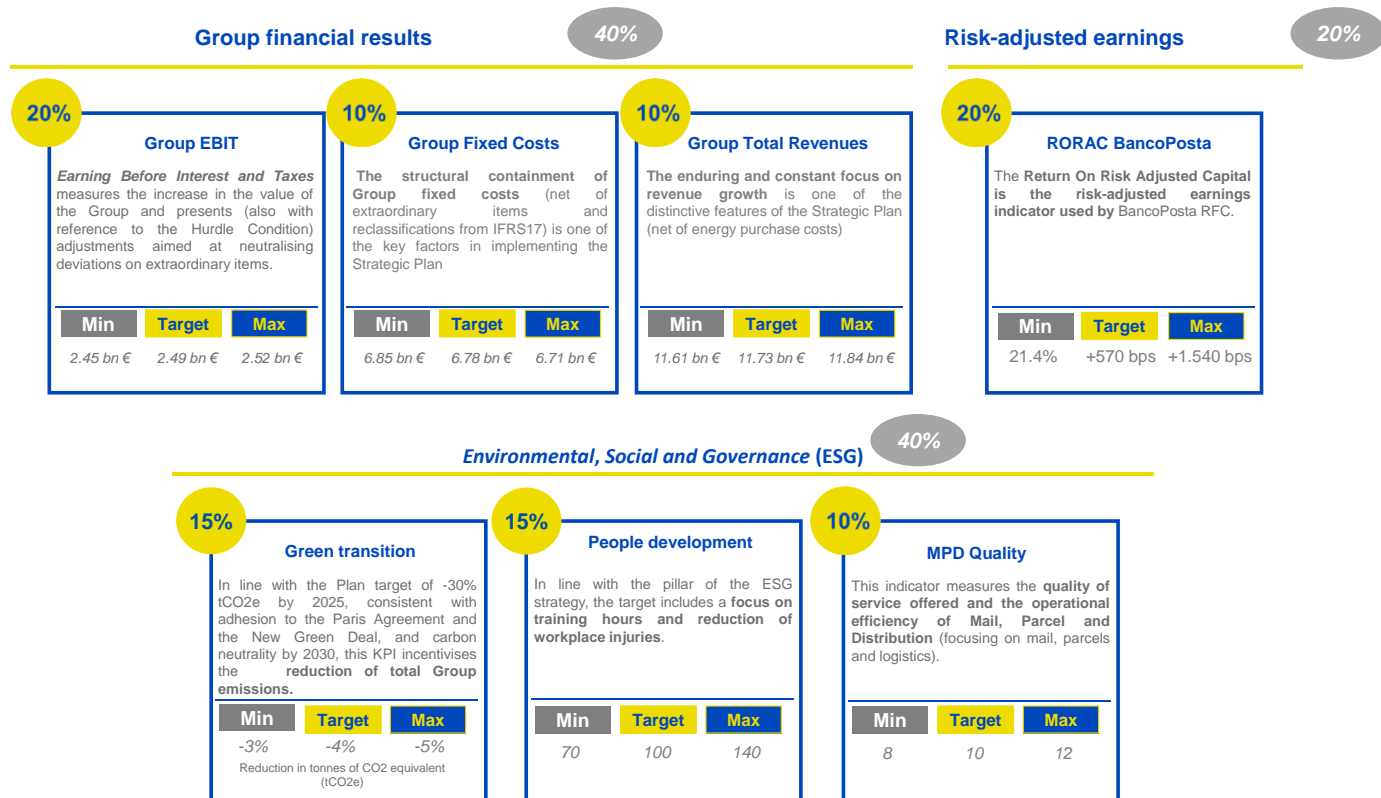 Group financial results
40%
Risk-adjusted earnings
20%
20%
Group EBIT
Earning Before Interest and Taxes
measures the increase in the value of
the Group and presents (also with
reference to the Hurdle Condition)
adjustments aimed at neutralising
deviations on extraordinary items.
Min Target Max
2.45 bn € 2.49 bn € 2.52 bn €
10%
Group Fixed Costs
The structural containment of
Group fixed costs (net of
extraordinary items and
reclassifications from IFRS17) is one of
the key factors in implementing the
Strategic Plan
Min Target Max
6.85 bn € 6.78 bn € 6.71 bn €
10%
Group Total Revenues
The enduring and constant focus on
revenue growth is one of the
distinctive features of the Strategic Plan
(net of energy purchase costs)
Min Target Max
11.61 bn € 11.73 bn € 11.84 bn €
20%
RORAC BancoPosta
The Return On Risk Adjusted Capital
is the risk-adjusted earnings
indicator used by BancoPosta RFC.
Min Target Max
21.4% +570 bps +1.540 bps
Environmental, Social and Governance (ESG)
40%
15%
Green transition
In line with the Plan target of -30%
tCO2e by 2025, consistent with
adhesion to the Paris Agreement and
the New Green Deal, and carbon
neutrality by 2030, this KPI incentivises
the reduction of total Group
emissions.
Min Target Max
-3% -4% -5%
Reduction in tonnes of CO2 equivalent
(tCO2e)
15%
People development
In line with the pillar of the ESG
strategy, the target includes a focus on
training hours and reduction of
workplace injuries.
Min Target Max
70 100 140
10%
MPD Quality
This indicator measures the quality of
service offered and the operational
efficiency of Mail, Parcel and
Distribution (focusing on mail, parcels
and logistics).
Min Target Max
8 10 12